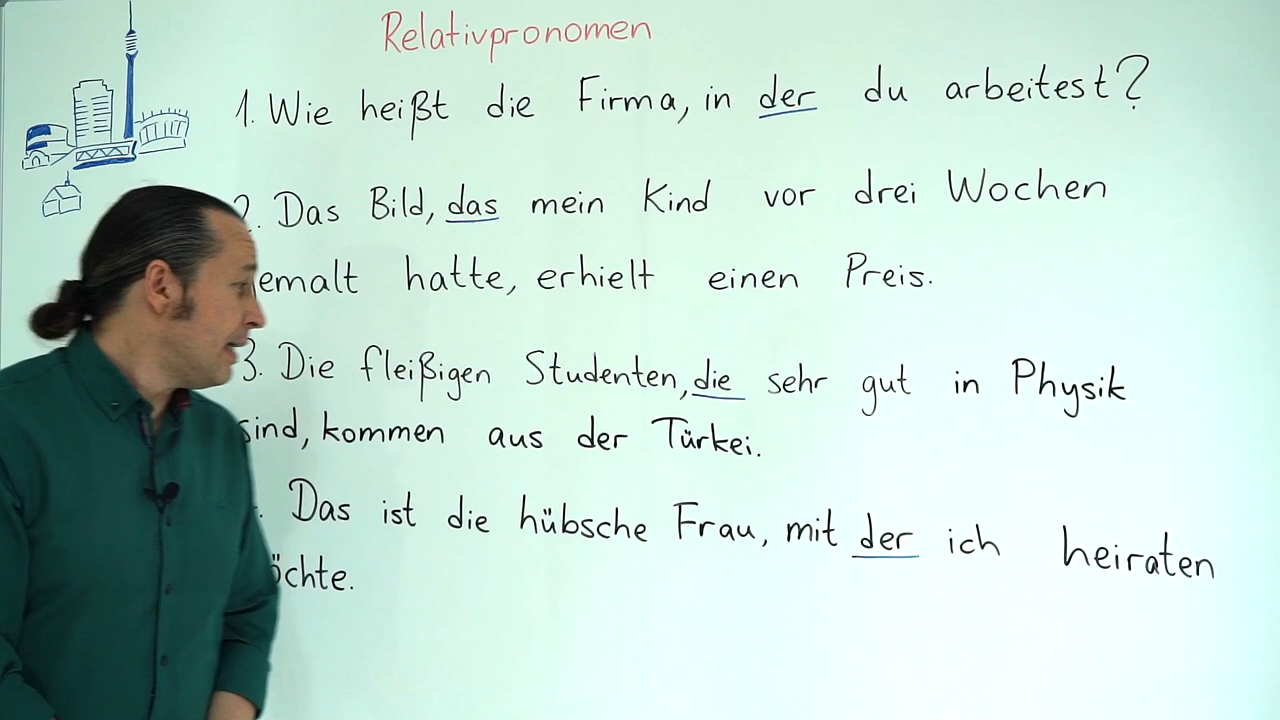 Relativpronomen
1. Wie heißt die Firma, in der du arbeitest?
2. Das Bild, das mein Kind vor drei Wochen
emalt hatte, erhielt einen Preis.
3. Die fleißigen Studenten, die sehr gut in Physik
sind, kommen aus der Türkei.
Das ist die hübsche Frau, mit der ich heiraten
öchte.